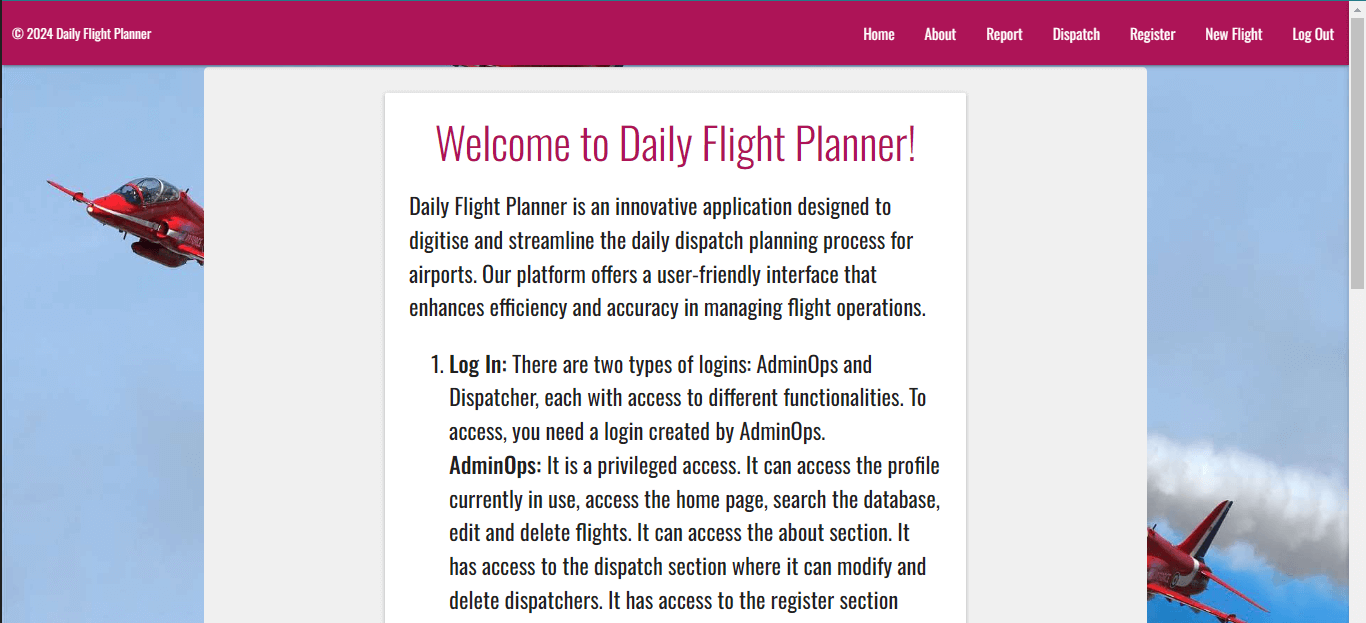 © 2024 Daily Flight Planner
Home About Report Dispatch Register New Flight Log Out
Welcome to Daily Flight Planner!
Daily Flight Planner is an innovative application designed to
digitise and streamline the daily dispatch planning process for
airports. Our platform offers a user-friendly interface that
enhances efficiency and accuracy in managing flight operations.
1. Log In: There are two types of logins: AdminOps and
Dispatcher, each with access to different functionalities. To
access, you need a login created by AdminOps.
AdminOps: It is a privileged access. It can access the profile
currently in use, access the home page, search the database,
edit and delete flights. It can access the about section. It
has access to the dispatch section where it can modify and
delete dispatchers. It has access to the register section